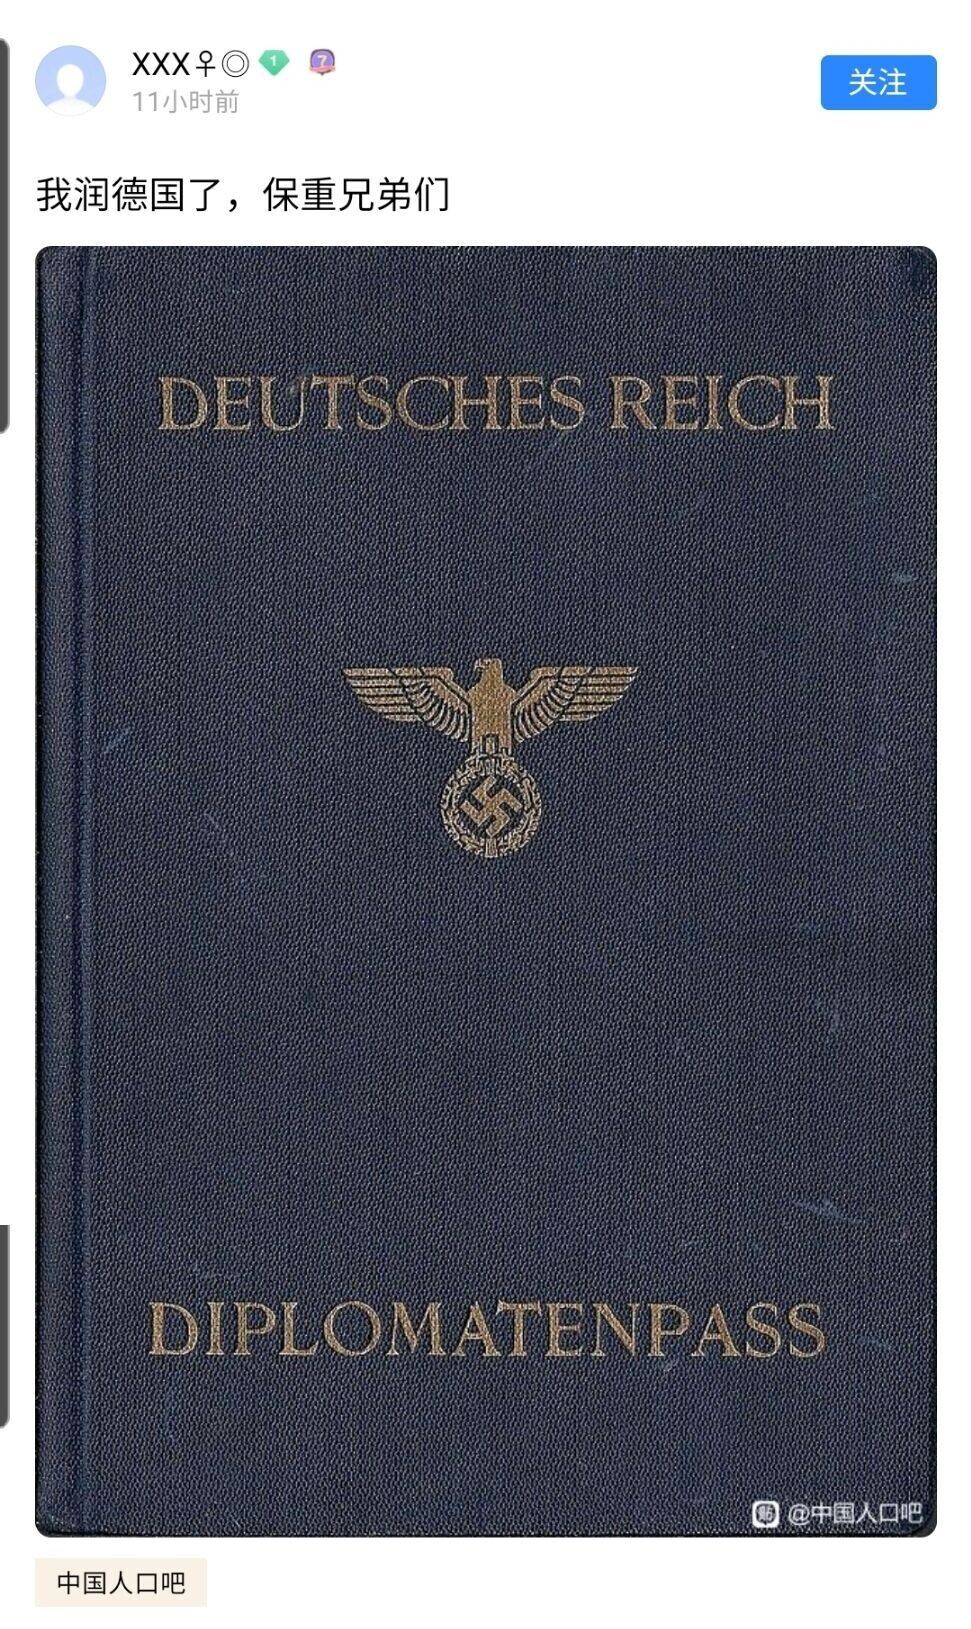 XXX♀◎ 1 7
11小时前
关注
我润德国了，保重兄弟们
DEUTSCHES REICH
DIPLOMATENPASS
贴 @中国人口吧
中国人口吧